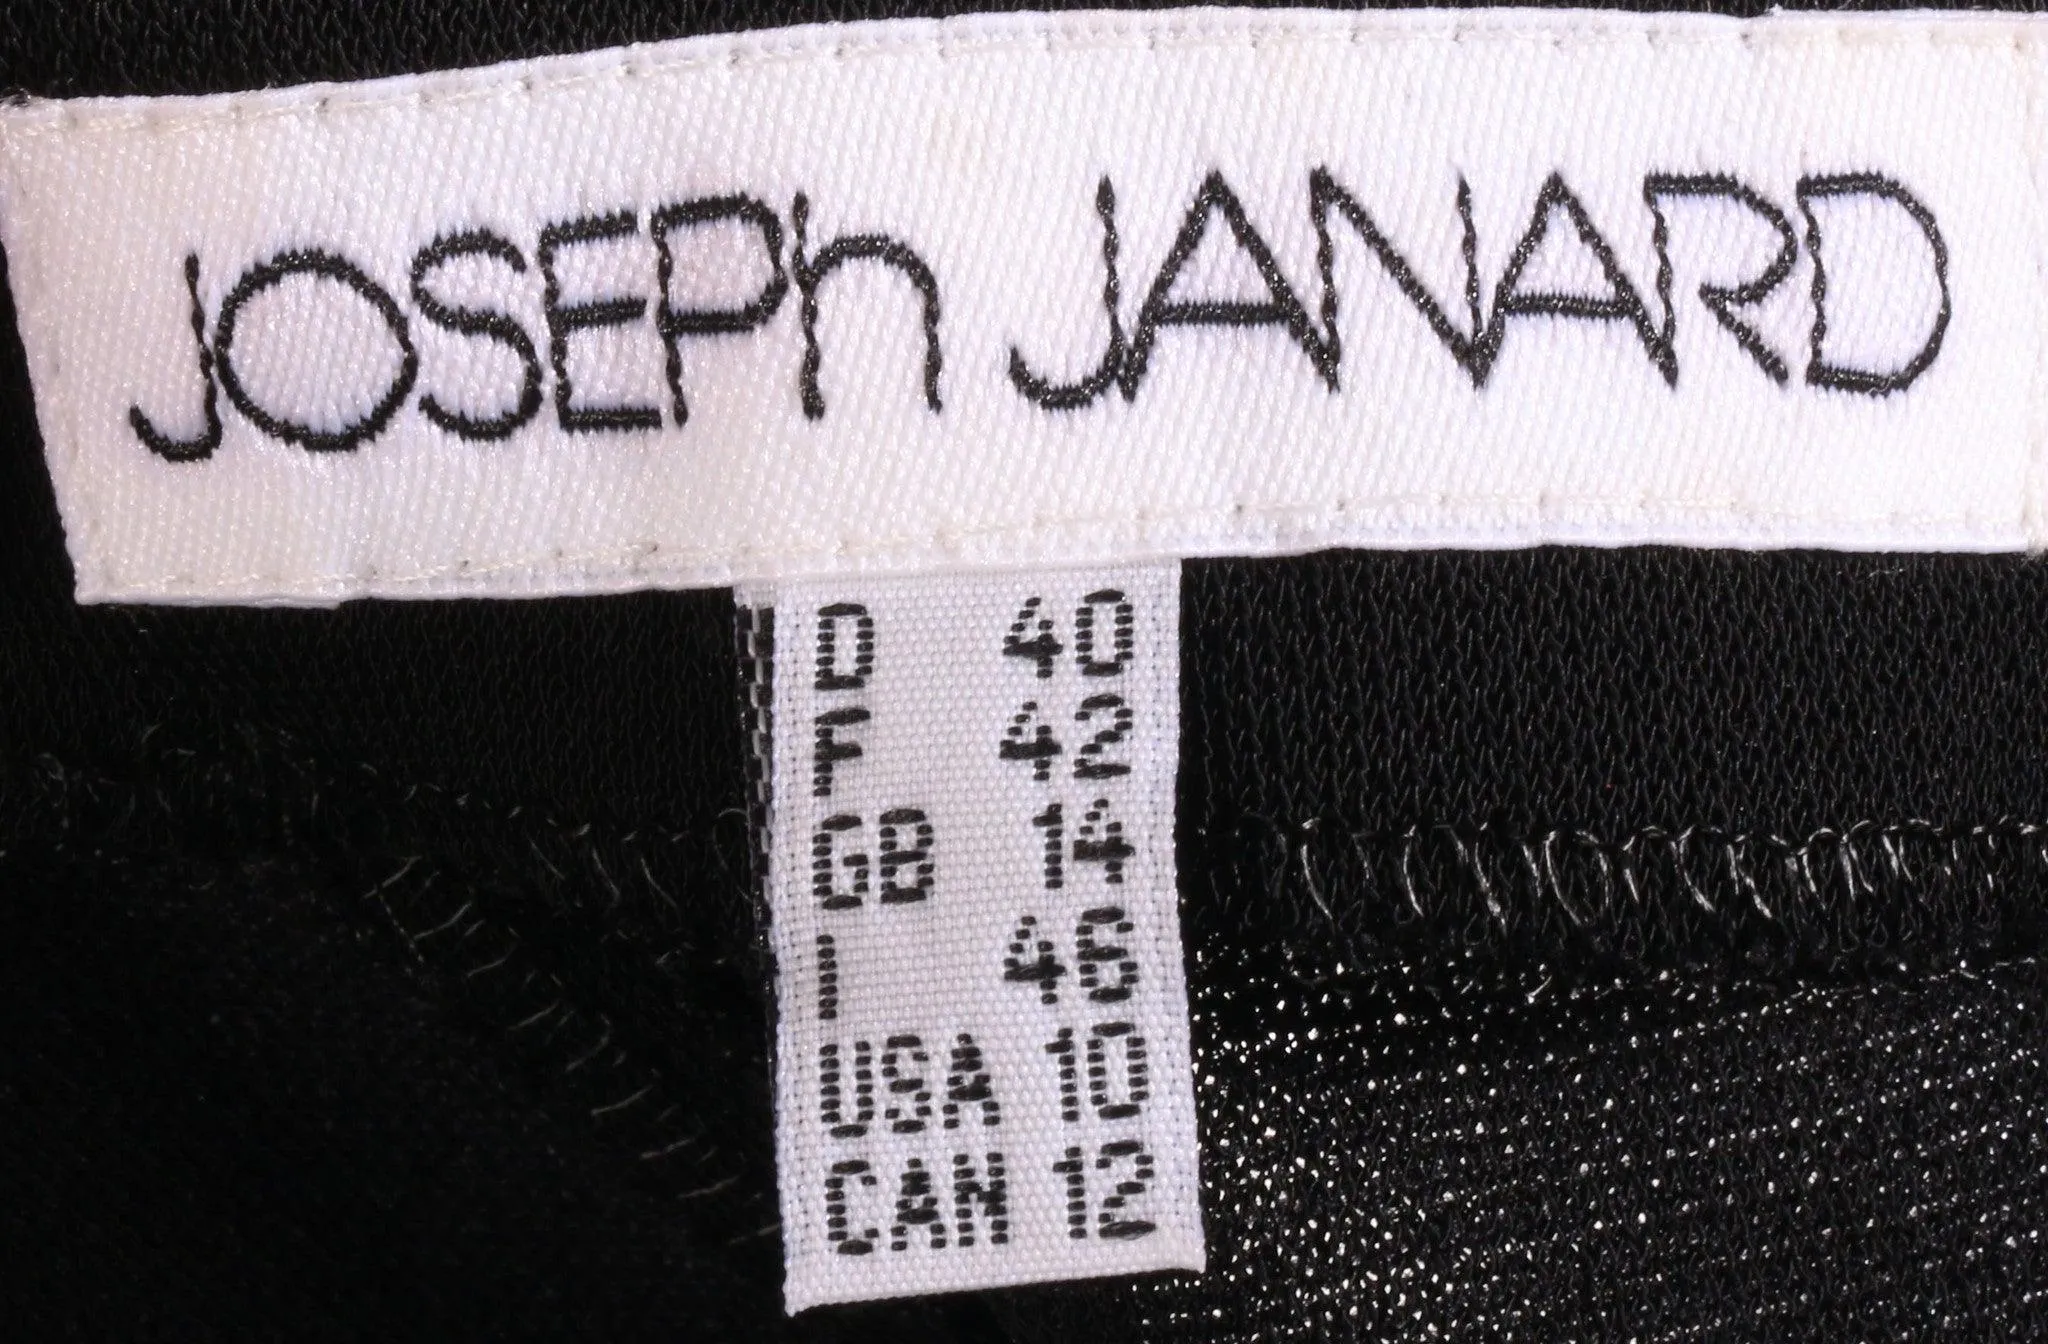 JOSEPh JANARD
D 40
F 42
GB 14
I 46
USA 10
CAN 12